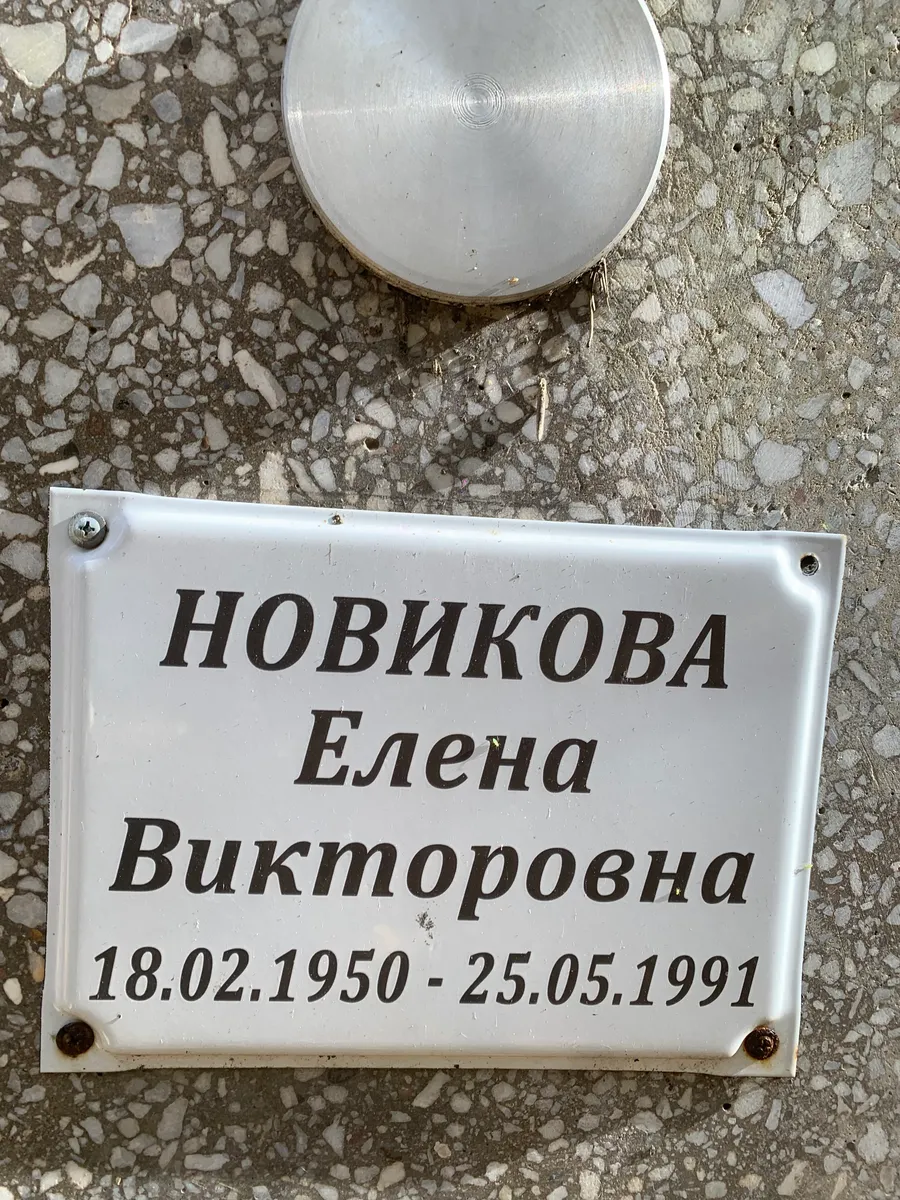 НОВИКОВА
Елена
Викторовна
18.02.1950 - 25.05.1991